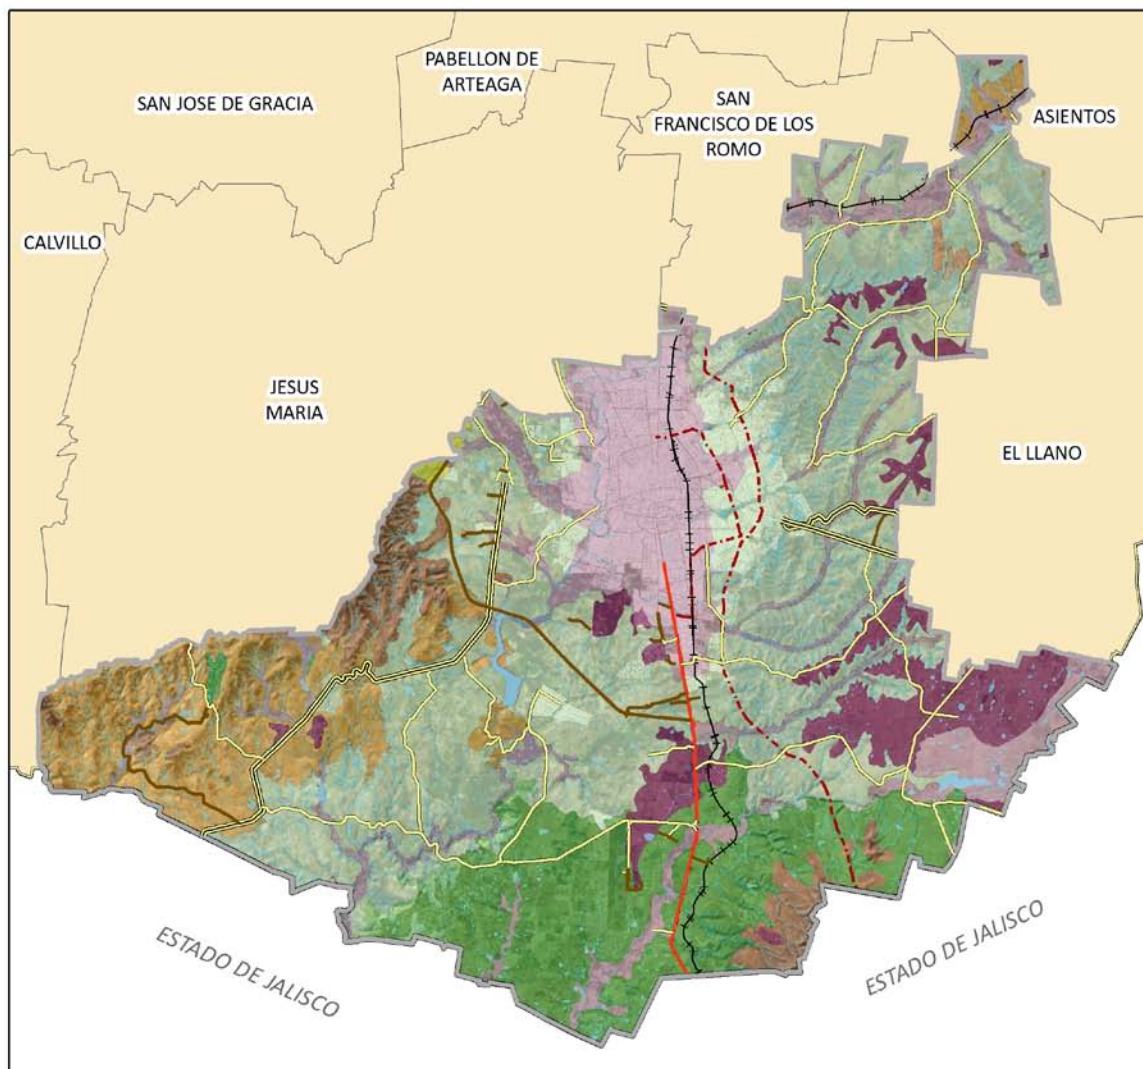 PABELLON DE
ARTEAGA
SAN JOSE DE GRACIA
SAN
FRANCISCO DE LOS
ROMO
ASIENTOS
CALVILLO
JESUS
MARIA
EL LLANO
ESTADO DE JALISCO
ESTADO DE JALISCO